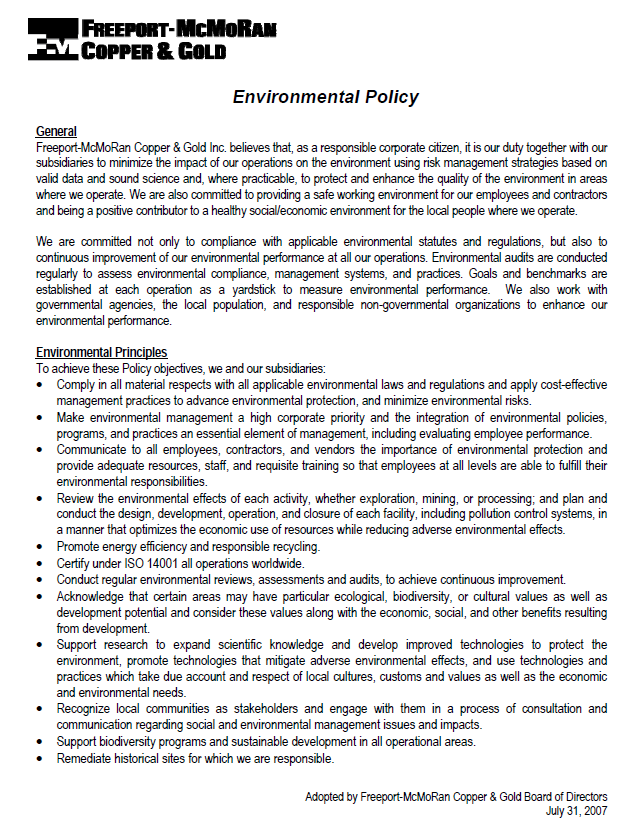 FREEPORT-MCMORAN
COPPER & GOLD
Environmental Policy
General
Freeport-McMoRan Copper & Gold Inc. believes that, as a responsible corporate citizen, it is our duty together with our
subsidiaries to minimize the impact of our operations on the environment using risk management strategies based on
valid data and sound science and, where practicable, to protect and enhance the quality of the environment in areas
where we operate. We are also committed to providing a safe working environment for our employees and contractors
and being a positive contributor to a healthy social/economic environment for the local people where we operate.
We are committed not only to compliance with applicable environmental statutes and regulations, but also to
continuous improvement of our environmental performance at all our operations. Environmental audits are conducted
regularly to assess environmental compliance, management systems, and practices. Goals and benchmarks are
established at each operation as a yardstick to measure environmental performance. We also work with
governmental agencies, the local population, and responsible non-governmental organizations to enhance our
environmental performance.
Environmental Principles
To achieve these Policy objectives, we and our subsidiaries:
• Comply in all material respects with all applicable environmental laws and regulations and apply cost-effective
management practices to advance environmental protection, and minimize environmental risks.
• Make environmental management a high corporate priority and the integration of environmental policies,
programs, and practices an essential element of management, including evaluating employee performance.
• Communicate to all employees, contractors, and vendors the importance of environmental protection and
provide adequate resources, staff, and requisite training so that employees at all levels are able to fulfill their
environmental responsibilities.
• Review the environmental effects of each activity, whether exploration, mining, or processing; and plan and
conduct the design, development, operation, and closure of each facility, including pollution control systems, in
a manner that optimizes the economic use of resources while reducing adverse environmental effects.
• Promote energy efficiency and responsible recycling.
• Certify under ISO 14001 all operations worldwide.
• Conduct regular environmental reviews, assessments and audits, to achieve continuous improvement.
• Acknowledge that certain areas may have particular ecological, biodiversity, or cultural values as well as
development potential and consider these values along with the economic, social, and other benefits resulting
from development.
• Support research to expand scientific knowledge and develop improved technologies to protect the
environment, promote technologies that mitigate adverse environmental effects, and use technologies and
practices which take due account and respect of local cultures, customs and values as well as the economic
and environmental needs.
• Recognize local communities as stakeholders and engage with them in a process of consultation and
communication regarding social and environmental management issues and impacts.
• Support biodiversity programs and sustainable development in all operational areas.
• Remediate historical sites for which we are responsible.
Adopted by Freeport-McMoRan Copper & Gold Board of Directors
July 31, 2007